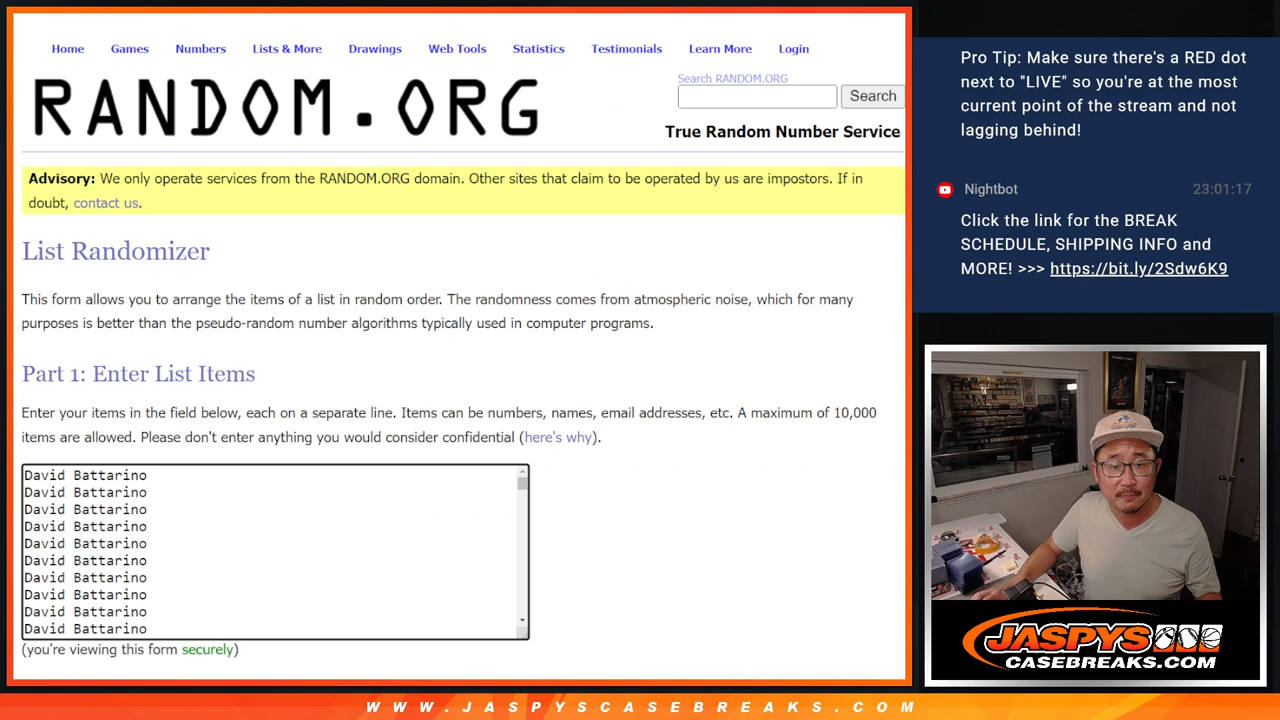 Home Games Numbers Lists & More Drawings Web Tools Statistics Testimonials Learn More Login
RANDOM.ORG
Search RANDOM.ORG
Search
True Random Number Service
Advisory: We only operate services from the RANDOM.ORG domain. Other sites that claim to be operated by us are impostors. If in
doubt, contact us.
List Randomizer
This form allows you to arrange the items of a list in random order. The randomness comes from atmospheric noise, which for many
purposes is better than the pseudo-random number algorithms typically used in computer programs.
Part 1: Enter List Items
Enter your items in the field below, each on a separate line. Items can be numbers, names, email addresses, etc. A maximum of 10,000
items are allowed. Please don't enter anything you would consider confidential (here's why).
David Battarino
David Battarino
David Battarino
David Battarino
David Battarino
David Battarino
David Battarino
David Battarino
David Battarino
David Battarino
(you're viewing this form securely)
Pro Tip: Make sure there's a RED dot
next to "LIVE" so you're at the most
current point of the stream and not
lagging behind!
Nightbot 23:01:17
Click the link for the BREAK
SCHEDULE, SHIPPING INFO and
MORE! >>> https://bit.ly/2Sdw6K9
JASPYS
CASEBREAKS.COM
WWW.JASPYSCASEBREAKS.COM